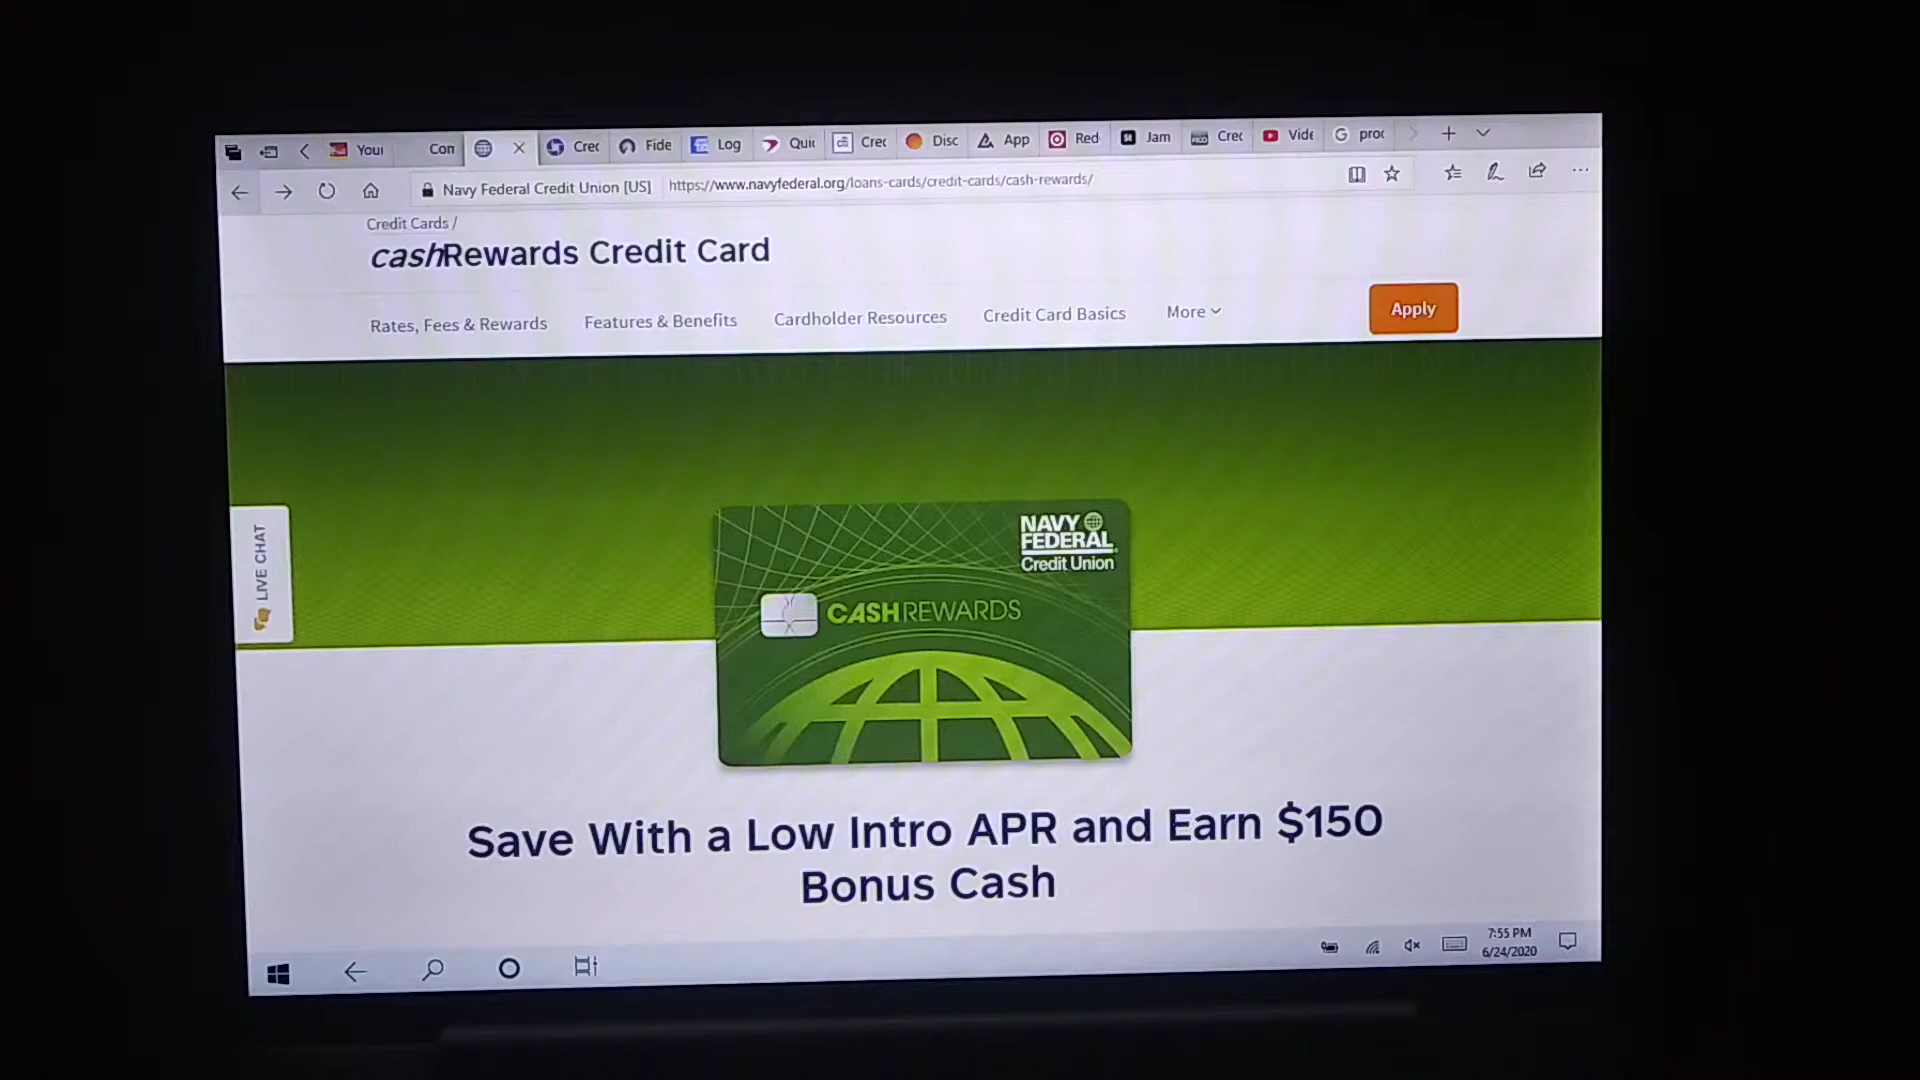 Your
Con
Crec
Fide
Log
Quic
Crec
Disc
App
Red
Jam
Crec
Vide
proc
Navy Federal Credit Union [US]
https://www.navyfederal.org/loans-cards/credit-cards/cash-rewards/
Credit Cards /
cashRewards Credit Card
Rates, Fees & Rewards
Features & Benefits
Cardholder Resources
Credit Card Basics
More
Apply
LIVE CHAT
NAVY
FEDERAL
Credit Union
CASHREWARDS
Save With a Low Intro APR and Earn $150
Bonus Cash
7:55 PM
6/24/2020